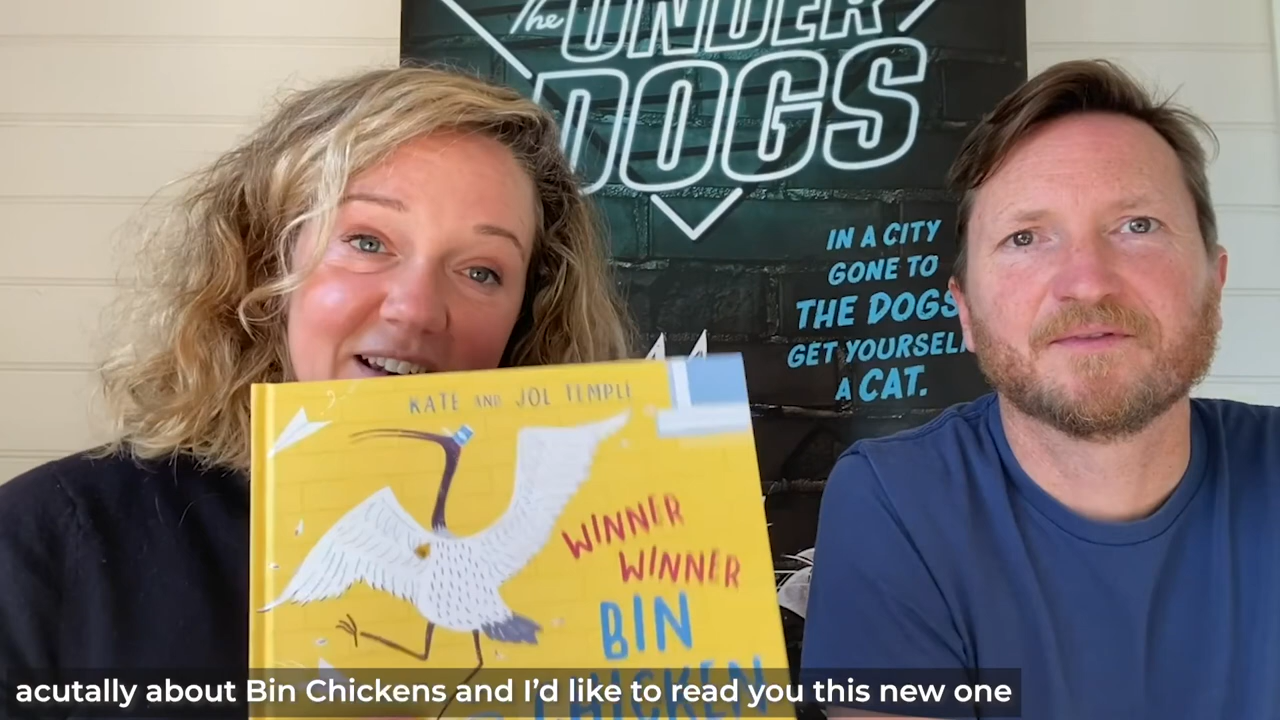 The
UNDER
DOGS
IN A CITY
GONE TO
THE DOGS
GET YOURSELF
A CAT.
KATE AND JOL TEMPLE
WINNER
WINNER
BIN
CHICKEN
acutally about Bin Chickens and I’d like to read you this new one